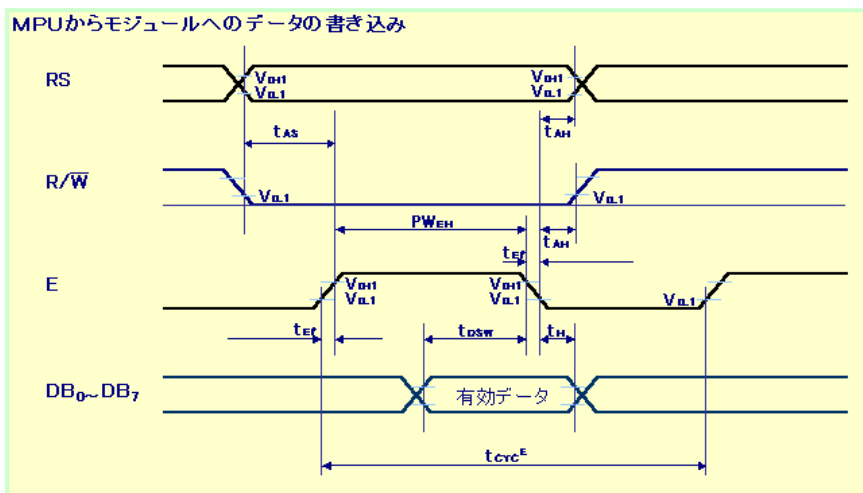 MPUからモジュールへのデータの書き込み
RS
VOH1
VOL1
VOH1
VOL1
tAS
tAH
R/W
VOL1
VOL1
PWEH
tAH
tEf
E
VOH1
VOL1
VOH1
VOL1
VOL1
tEr
tDSW
tH
DB0~DB7
有効データ
tCYCE